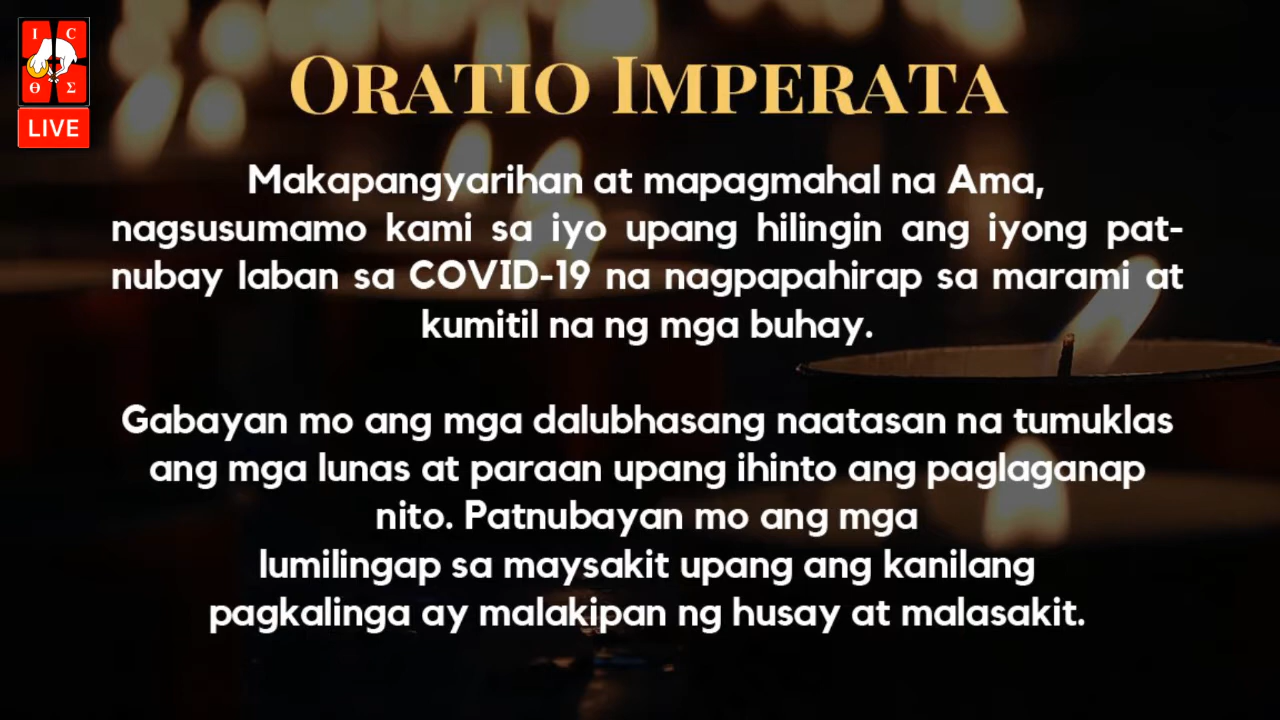 I C
Θ Σ
LIVE
ORATIO IMPERATA
Makapangyarihan at mapagmahal na Ama,
nagsusumamo kami sa iyo upang hilingin ang iyong pat-
nubay laban sa COVID-19 na nagpapahirap sa marami at
kumitil na ng mga buhay.
Gabayan mo ang mga dalubhasang naatasan na tumuklas
ang mga lunas at paraan upang ihinto ang paglaganap
nito. Patnubayan mo ang mga
lumilingap sa maysakit upang ang kanilang
pagkalinga ay malakipan ng husay at malasakit.